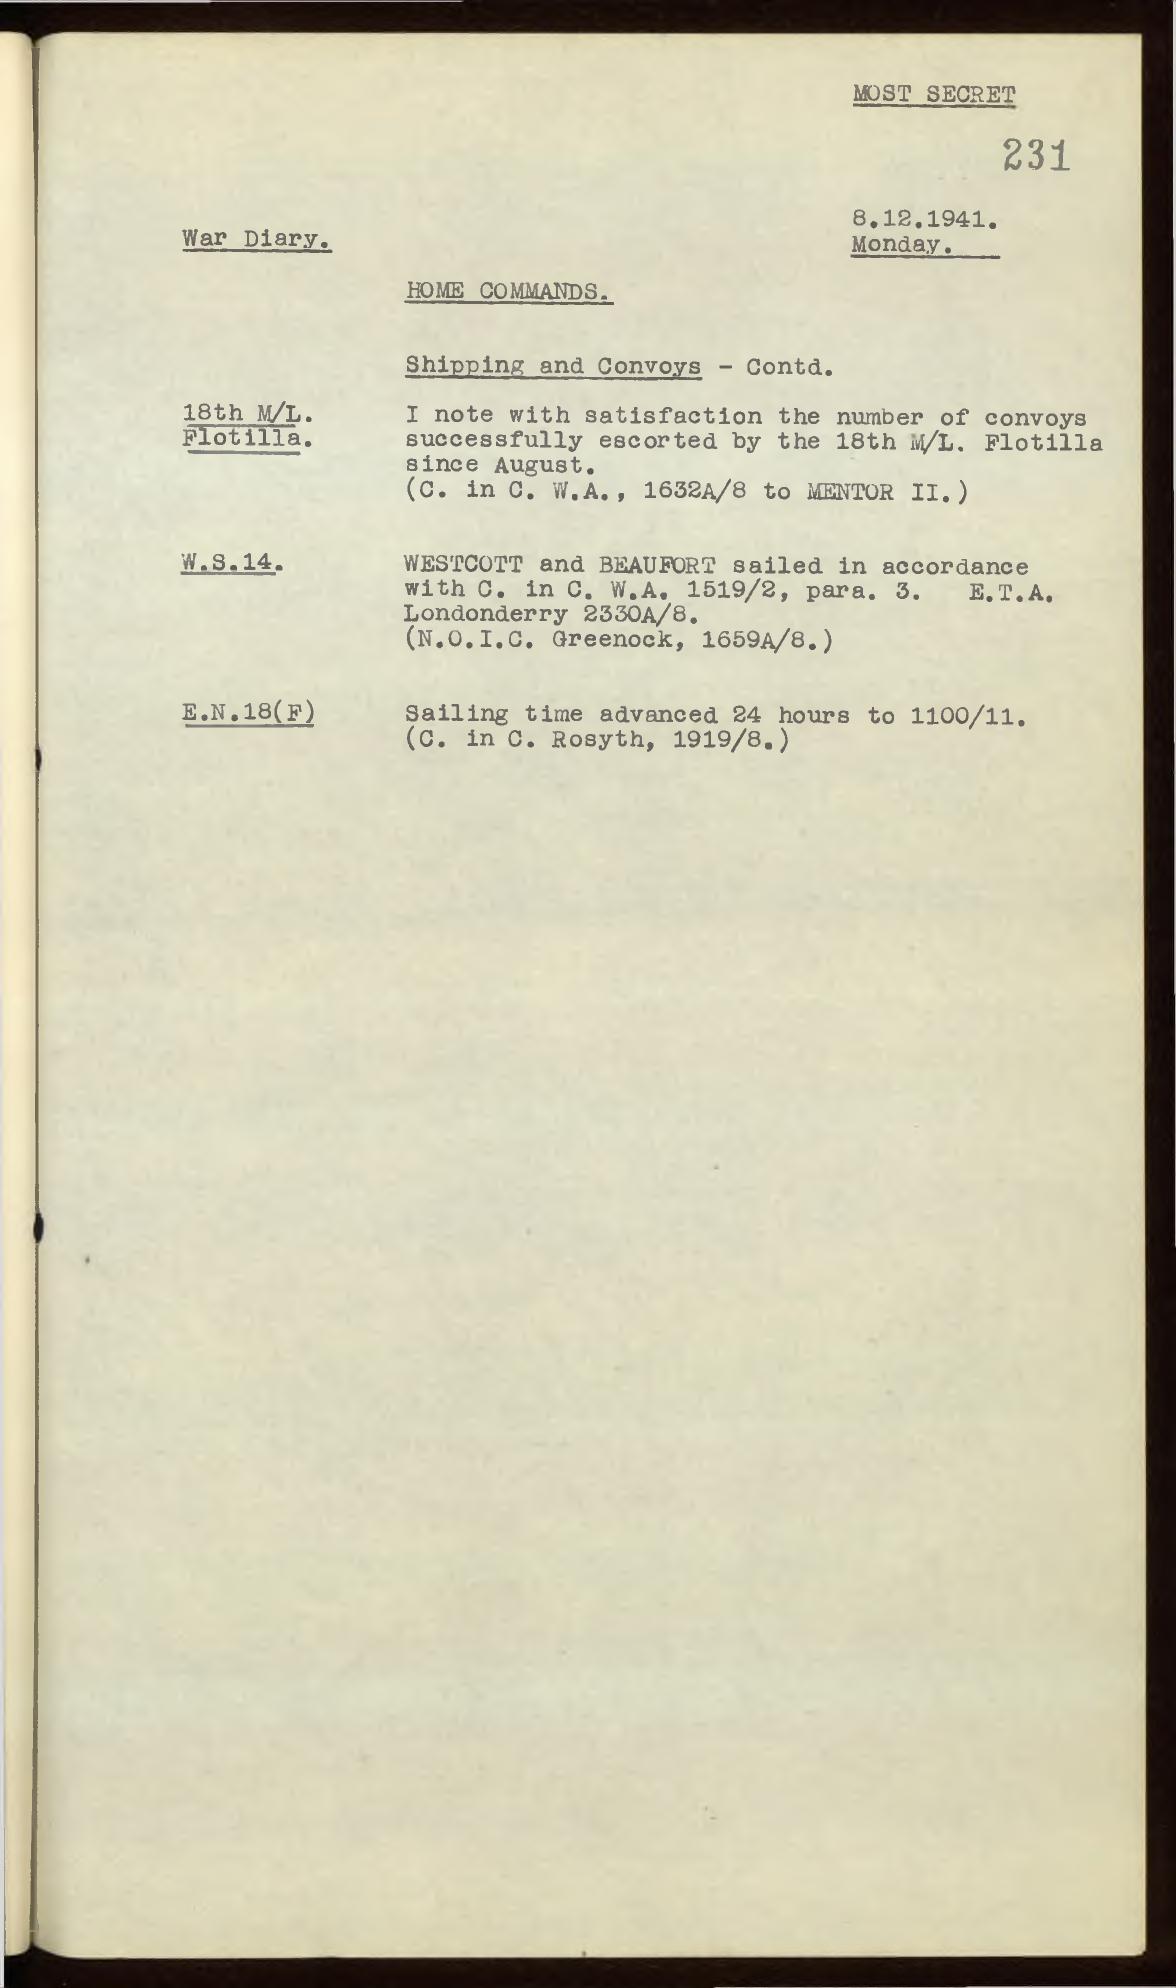 MOST SECRET
231
8.12.1941.
War Diary.
Monday.
HOME COMMANDS.
Shipping and Convoys - Contd.
18th M/L. Flotilla.
I note with satisfaction the number of convoys
successfully escorted by the 18th M/L. Flotilla
since August.
(C. in C. W.A., 1632A/8 to MENTOR II.)
W.S.14.
WESTCOTT and BEAUFORT sailed in accordance
with C. in C. W.A. 1519/2, para. 3. E.T.A.
Londonderry 2330A/8.
(N.O.I.C. Greenock, 1659A/8.)
E.N.18(F)
Sailing time advanced 24 hours to 1100/11.
(C. in C. Rosyth, 1919/8.)